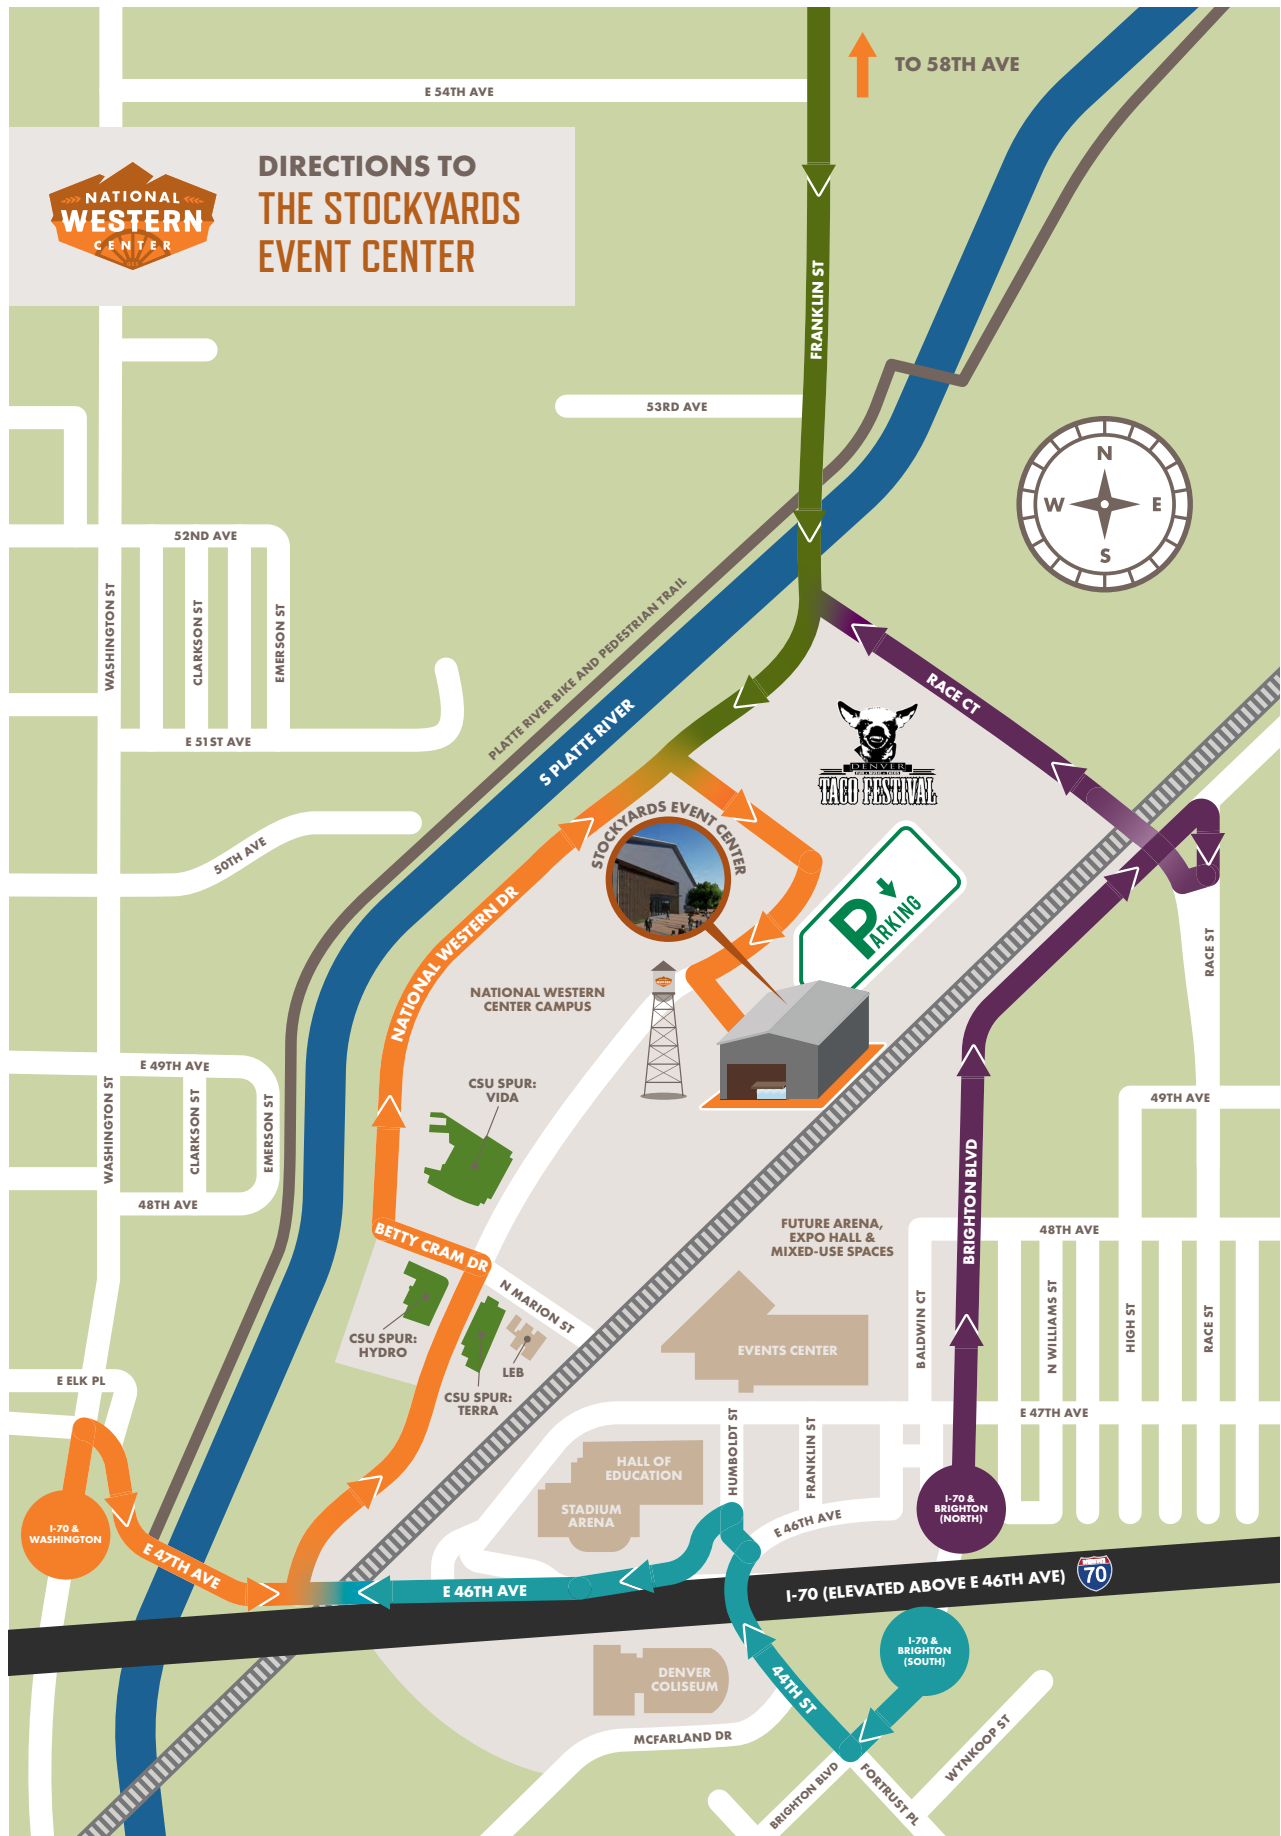 TO 58TH AVE
E 54TH AVE
NATIONAL
WESTERN
CENTER
DIRECTIONS TO
THE STOCKYARDS
EVENT CENTER
FRANKLIN ST
53RD AVE
N
W
E
S
52ND AVE
WASHINGTON ST
CLARKSON ST
EMERSON ST
PLATTE RIVER BIKE AND PEDESTRIAN TRAIL
S PLATTE RIVER
RACE CT
E 51ST AVE
DENVER
TACO FESTIVAL
STOCKYARDS EVENT CENTER
50TH AVE
PARKING
NATIONAL WESTERN DR
RACE ST
NATIONAL WESTERN
CENTER CAMPUS
E 49TH AVE
CSU SPUR:
VIDA
49TH AVE
WASHINGTON ST
CLARKSON ST
EMERSON ST
BRIGHTON BLVD
48TH AVE
BETTY CRAM DR
FUTURE ARENA,
EXPO HALL &
MIXED-USE SPACES
48TH AVE
N MARION ST
BALDWIN CT
N WILLIAMS ST
HIGH ST
RACE ST
CSU SPUR:
HYDRO
LEB
EVENTS CENTER
E ELK PL
CSU SPUR:
TERRA
E 47TH AVE
HUMBOLDT ST
FRANKLIN ST
HALL OF
EDUCATION
STADIUM
ARENA
E 46TH AVE
I-70 &
BRIGHTON
(NORTH)
I-70 &
WASHINGTON
E 47TH AVE
E 46TH AVE
I-70 (ELEVATED ABOVE E 46TH AVE)
70
I-70 &
BRIGHTON
(SOUTH)
DENVER
COLISEUM
44TH ST
MCFARLAND DR
WYNKOOP ST
BRIGHTON BLVD
FORTRUST PL